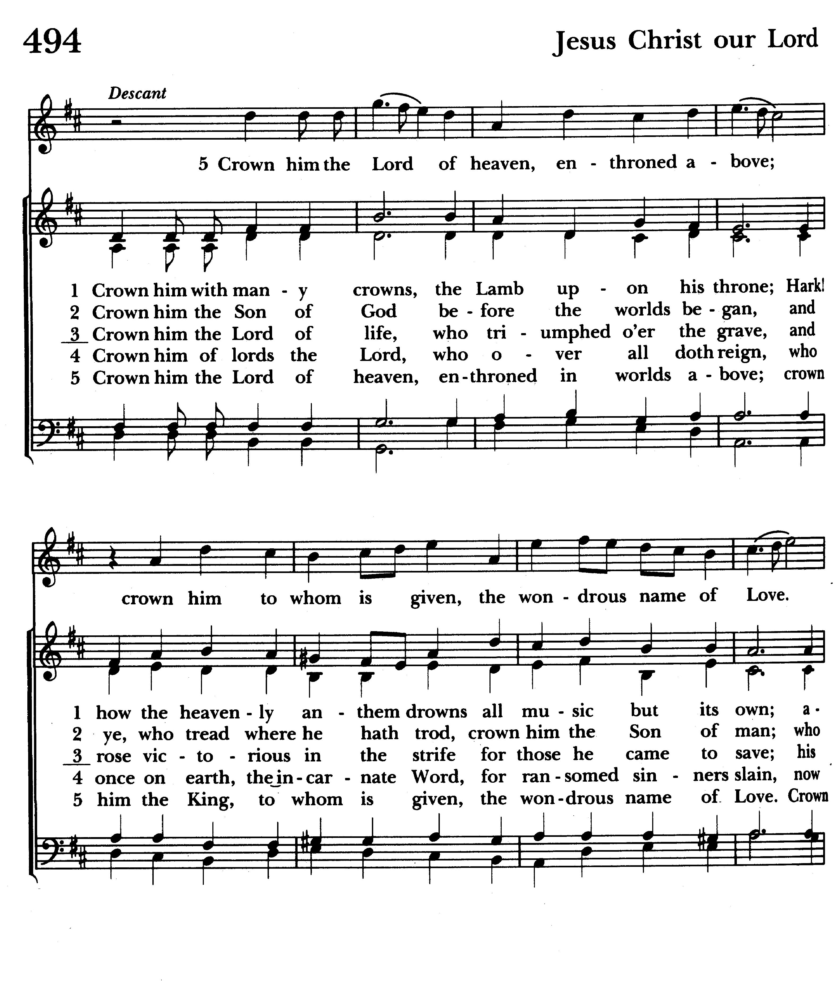 494 Jesus Christ our Lord
Descant
5 Crown him the Lord of heaven, en - throned a - bove;
1 Crown him with man - y crowns, the Lamb up - on his throne; Hark!
2 Crown him the Son of God be - fore the worlds be - gan, and
3 Crown him the Lord of life, who tri - umphed o'er the grave, and
4 Crown him of lords the Lord, who o - ver all doth reign, who
5 Crown him the Lord of heaven, en - throned in worlds a - bove; crown
crown him to whom is given, the won - drous name of Love.
1 how the heaven - ly an - them drowns all mu - sic but its own; a -
2 ye, who tread where he hath trod, crown him the Son of man; who
3 rose vic - to - rious in the strife for those he came to save; his
4 once on earth, the in - car - nate Word, for ran - somed sin - ners slain, now
5 him the King, to whom is given, the won - drous name of Love. Crown